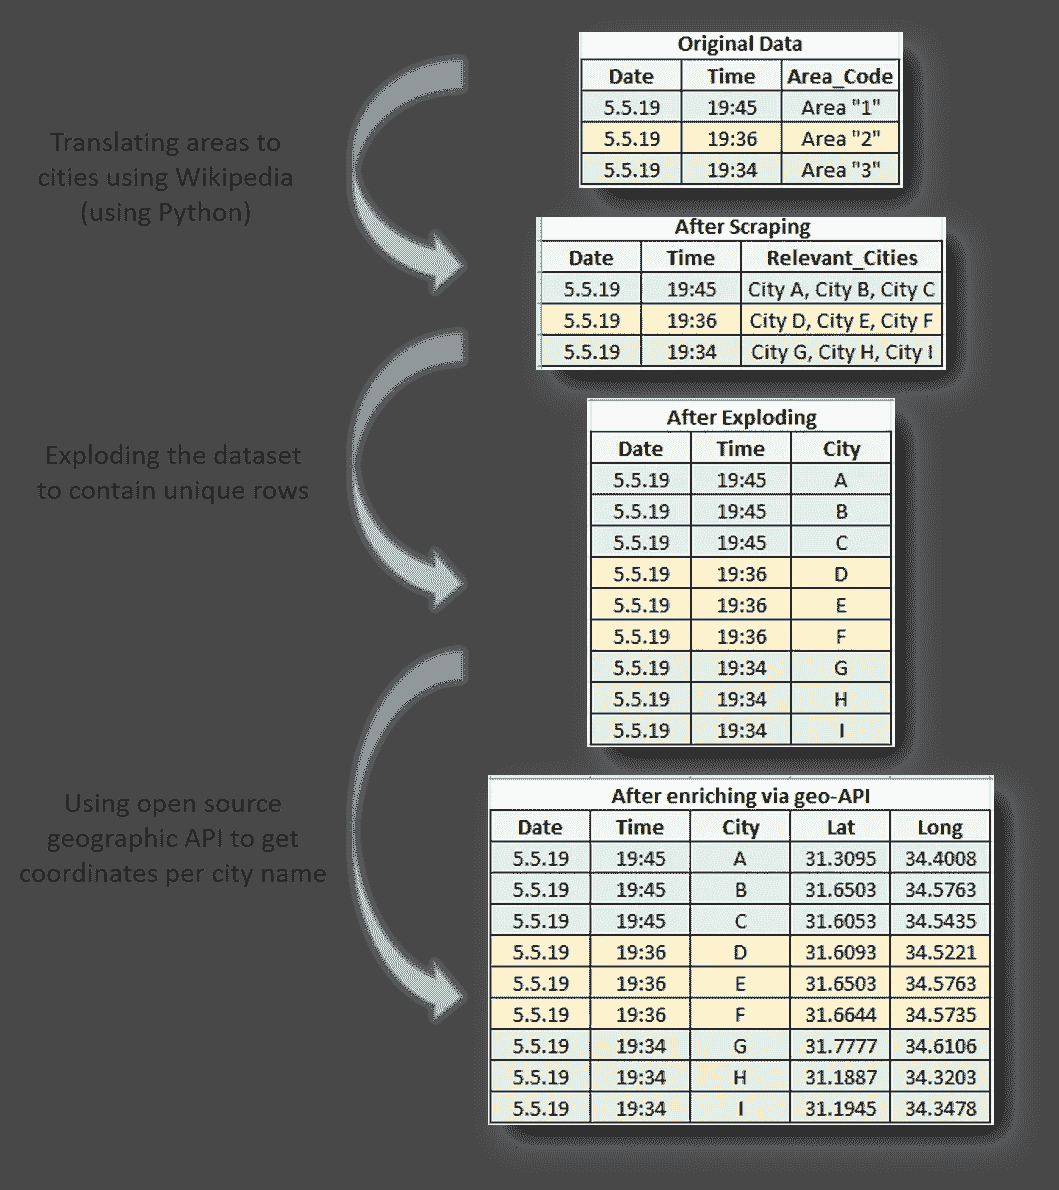 Original Data
Date Time Area_Code
5.5.19 19:45 Area "1"
5.5.19 19:36 Area "2"
5.5.19 19:34 Area "3"
Translating areas to
cities using Wikipedia
(using Python)
After Scraping
Date Time Relevant_Cities
5.5.19 19:45 City A, City B, City C
5.5.19 19:36 City D, City E, City F
5.5.19 19:34 City G, City H, City I
Exploding the dataset
to contain unique rows
After Exploding
Date Time City
5.5.19 19:45 A
5.5.19 19:45 B
5.5.19 19:45 C
5.5.19 19:36 D
5.5.19 19:36 E
5.5.19 19:36 F
5.5.19 19:34 G
5.5.19 19:34 H
5.5.19 19:34 I
Using open source
geographic API to get
coordinates per city name
After enriching via geo-API
Date Time City Lat Long
5.5.19 19:45 A 31.3095 34.4008
5.5.19 19:45 B 31.6503 34.5763
5.5.19 19:45 C 31.6053 34.5435
5.5.19 19:36 D 31.6093 34.5221
5.5.19 19:36 E 31.6503 34.5763
5.5.19 19:36 F 31.6644 34.5735
5.5.19 19:34 G 31.7777 34.6106
5.5.19 19:34 H 31.1887 34.3203
5.5.19 19:34 I 31.1945 34.3478